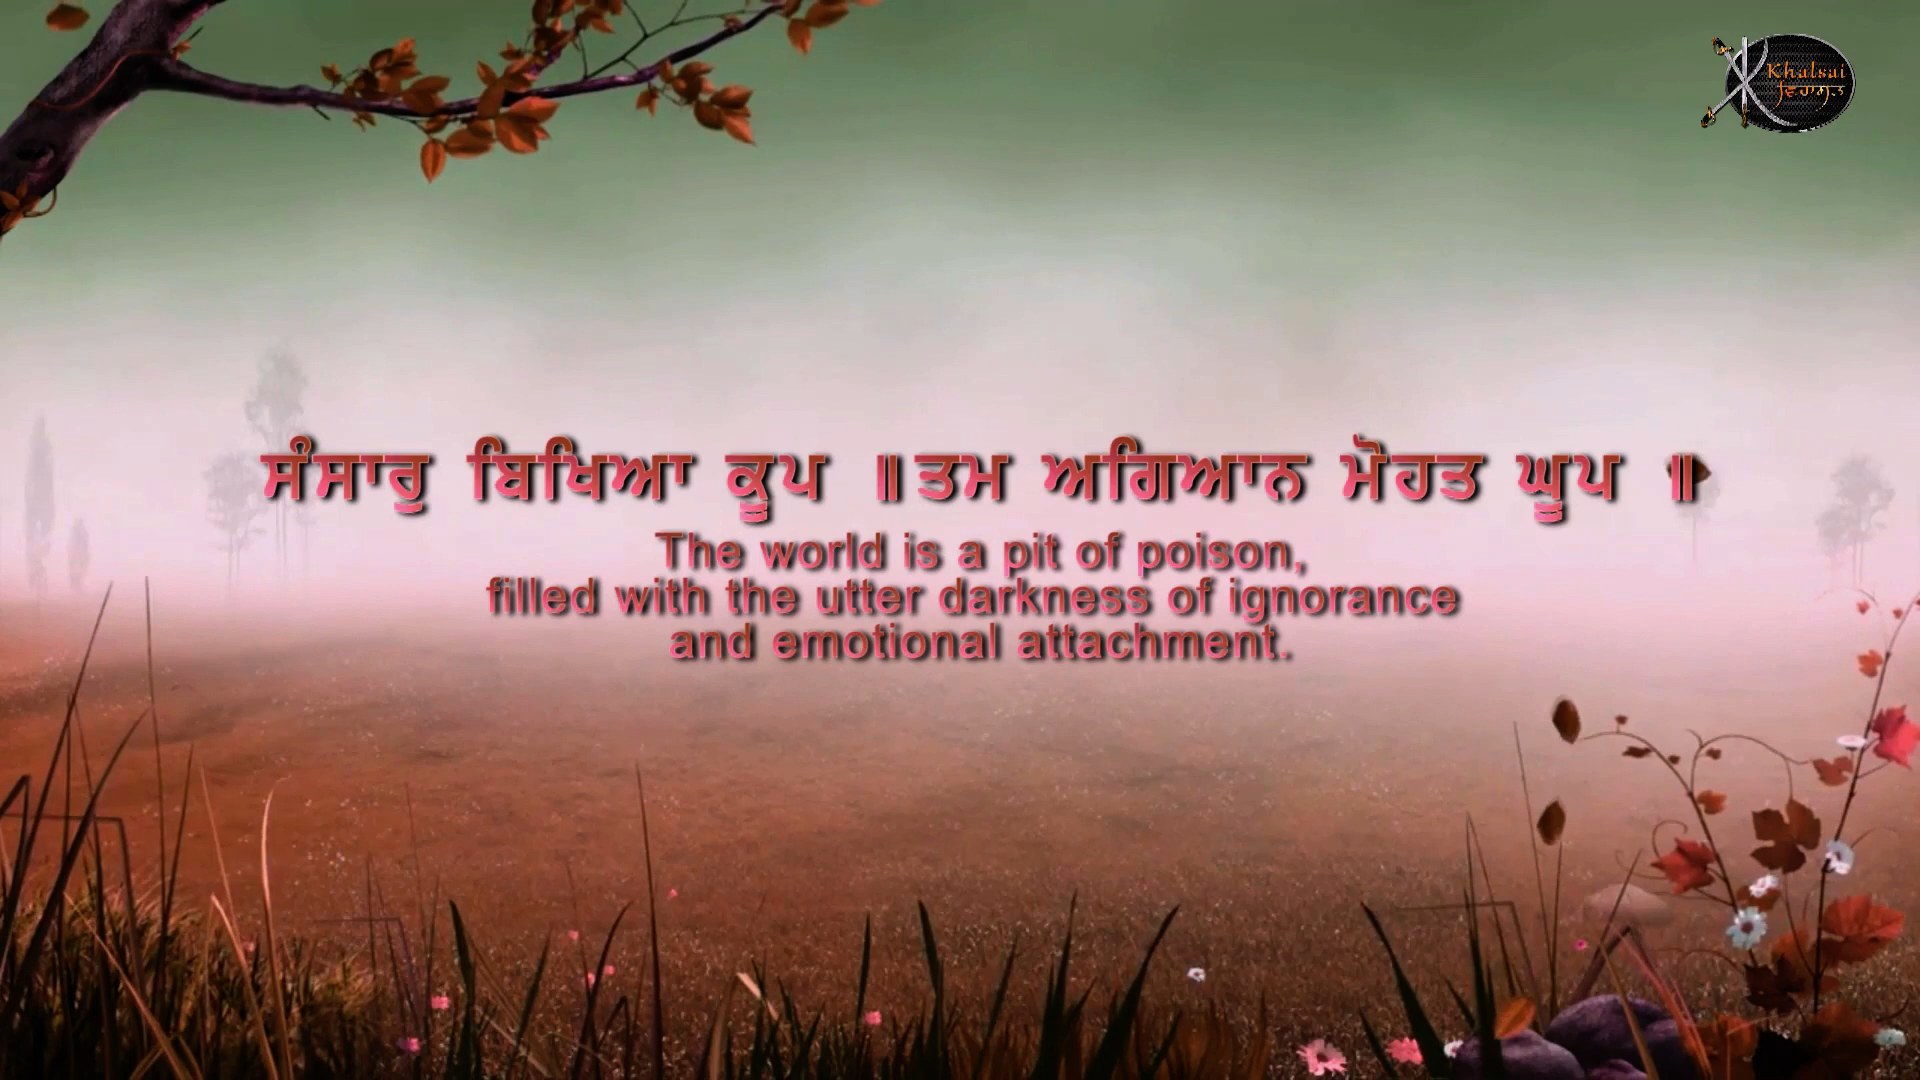 Khalsai
ਵਿਰਾਸਤ
ਸੰਸਾਰੁ ਬਿਖਿਆ ਕੂਪ ॥ ਤਮ ਅਗਿਆਨ ਮੋਹਤ ਘੂਪ ॥
The world is a pit of poison,
filled with the utter darkness of ignorance
and emotional attachment.